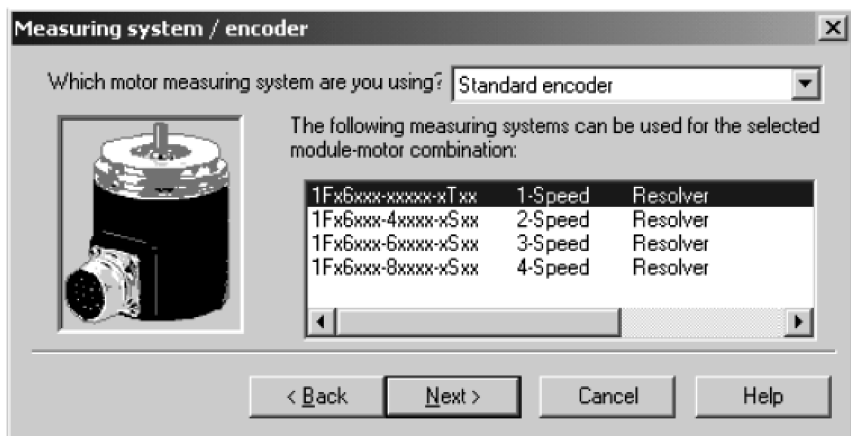 Measuring system / encoder
Which motor measuring system are you using? Standard encoder
The following measuring systems can be used for the selected
module-motor combination:
1Fx6xxx-xxxxx-xTxx 1-Speed Resolver
1Fx6xxx-4xxxx-xSxx 2-Speed Resolver
1Fx6xxx-6xxxx-xSxx 3-Speed Resolver
1Fx6xxx-8xxxx-xSxx 4-Speed Resolver
< Back Next > Cancel Help